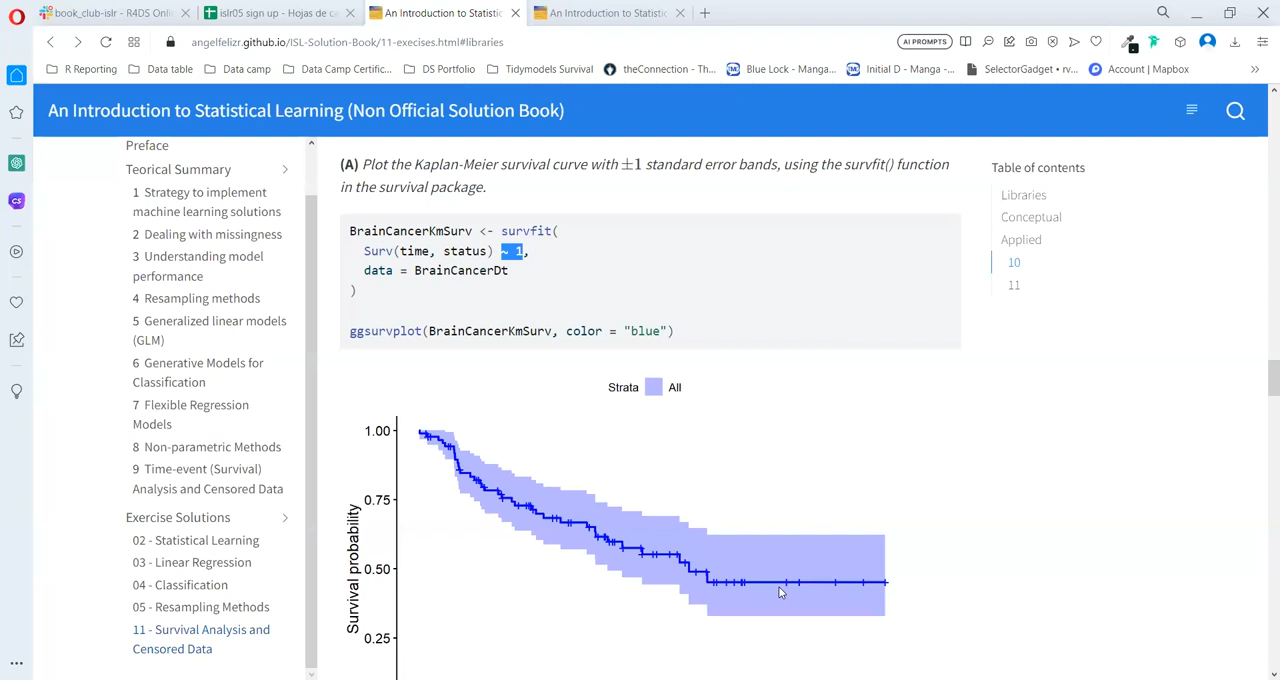 book_club-islr - R4DS Onli
islr05 sign up - Hojas de ca
An Introduction to Statistic
An Introduction to Statistic
angelfelizr.github.io/ISL-Solution-Book/11-execises.html#libraries
AI PROMPTS
R Reporting
Data table
Data camp
Data Camp Certific...
DS Portfolio
Tidymodels Survival
theConnection - Th...
Blue Lock - Manga...
Initial D - Manga -...
SelectorGadget • rv...
Account | Mapbox
An Introduction to Statistical Learning (Non Official Solution Book)
Preface
Teorical Summary
1 Strategy to implement
machine learning solutions
2 Dealing with missingness
3 Understanding model
performance
4 Resampling methods
5 Generalized linear models
(GLM)
6 Generative Models for
Classification
7 Flexible Regression
Models
8 Non-parametric Methods
9 Time-event (Survival)
Analysis and Censored Data
Exercise Solutions
02 - Statistical Learning
03 - Linear Regression
04 - Classification
05 - Resampling Methods
11 - Survival Analysis and
Censored Data
(A) Plot the Kaplan-Meier survival curve with ±1 standard error bands, using the survfit() function
in the survival package.
BrainCancerKmSurv <- survfit(
Surv(time, status) ~ 1,
data = BrainCancerDt
)
ggsurvplot(BrainCancerKmSurv, color = "blue")
Strata All
1.00
0.75
0.50
0.25
Survival probability
Table of contents
Libraries
Conceptual
Applied
10
11
CS